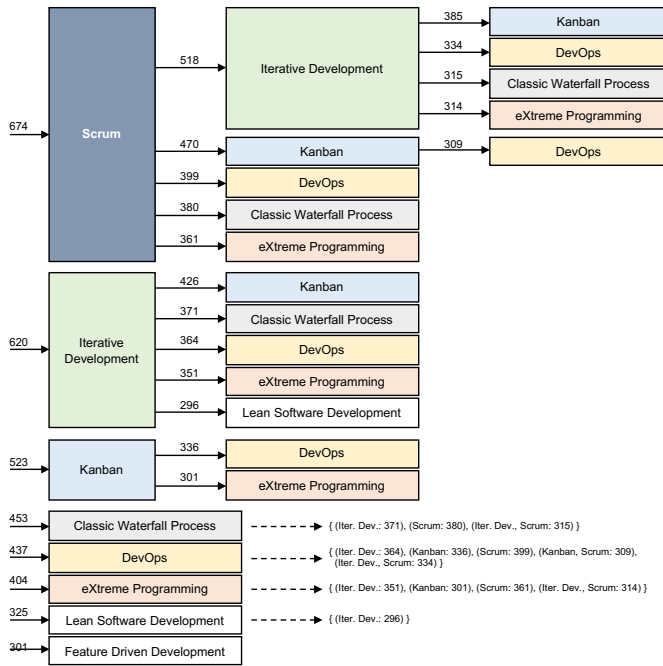 385
Kanban
334
DevOps
518
Iterative Development
315
Classic Waterfall Process
314
eXtreme Programming
674
Scrum
470
Kanban
309
DevOps
399
DevOps
380
Classic Waterfall Process
361
eXtreme Programming
426
Kanban
371
Classic Waterfall Process
620
Iterative
Development
364
DevOps
351
eXtreme Programming
296
Lean Software Development
523
Kanban
336
DevOps
301
eXtreme Programming
453
Classic Waterfall Process
{ (Iter. Dev.: 371), (Scrum: 380), (Iter. Dev., Scrum: 315) }
437
DevOps
{ (Iter. Dev.: 364), (Kanban: 336), (Scrum: 399), (Kanban, Scrum: 309),
(Iter. Dev., Scrum: 334) }
404
eXtreme Programming
{ (Iter. Dev.: 351), (Kanban: 301), (Scrum: 361), (Iter. Dev., Scrum: 314) }
325
Lean Software Development
{ (Iter. Dev.: 296) }
301
Feature Driven Development